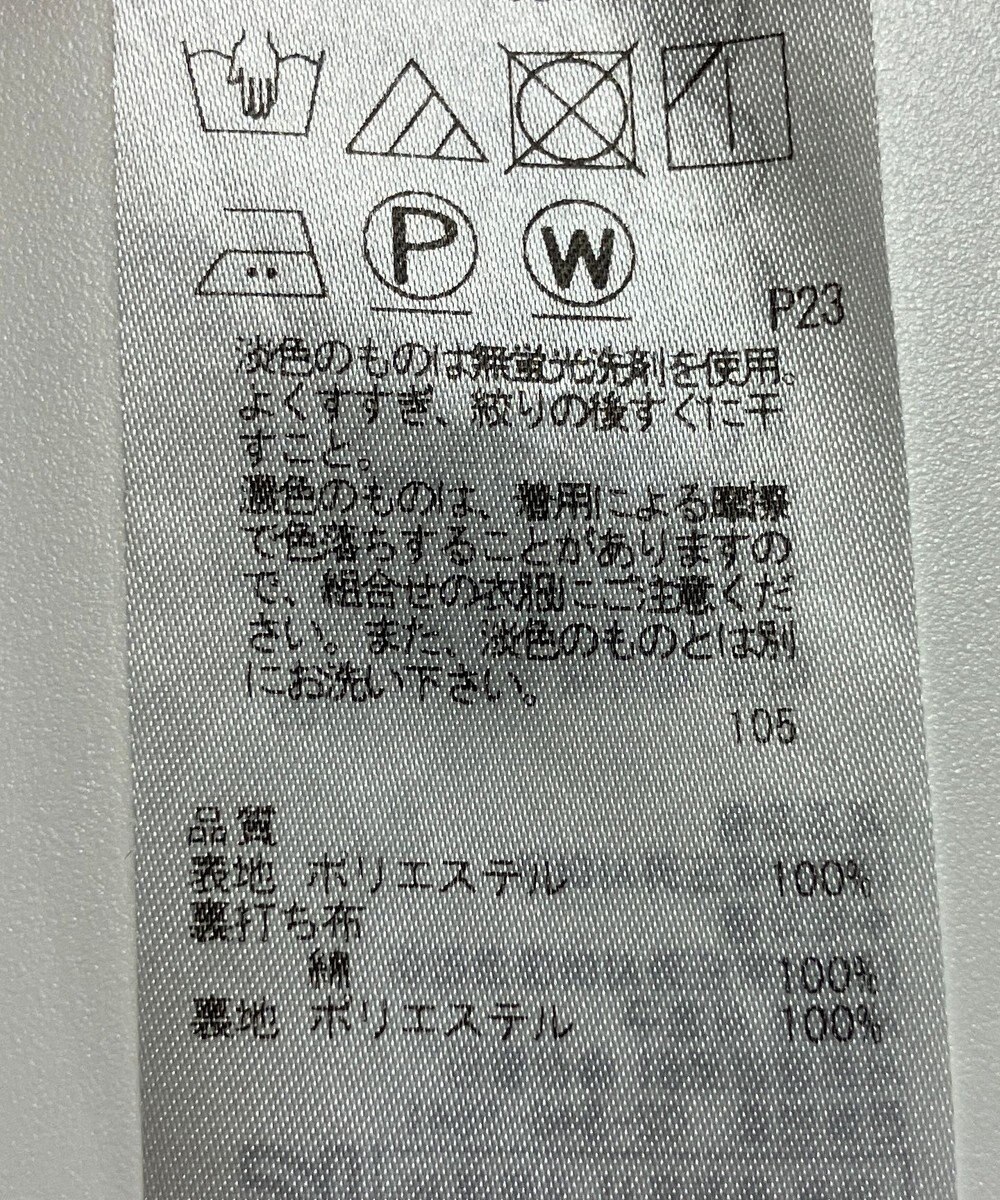 P W
P23
淡色のものは無蛍光洗剤を使用。
よくすすぎ、絞りの後すぐに干
すこと。
濃色のものは、着用による摩擦
で色落ちすることがありますの
で、組合せの衣服にご注意くだ
さい。また、淡色のものとは別
にお洗い下さい。
105
品質
表地 ポリエステル 100%
裏打ち布
綿 100%
裏地 ポリエステル 100%